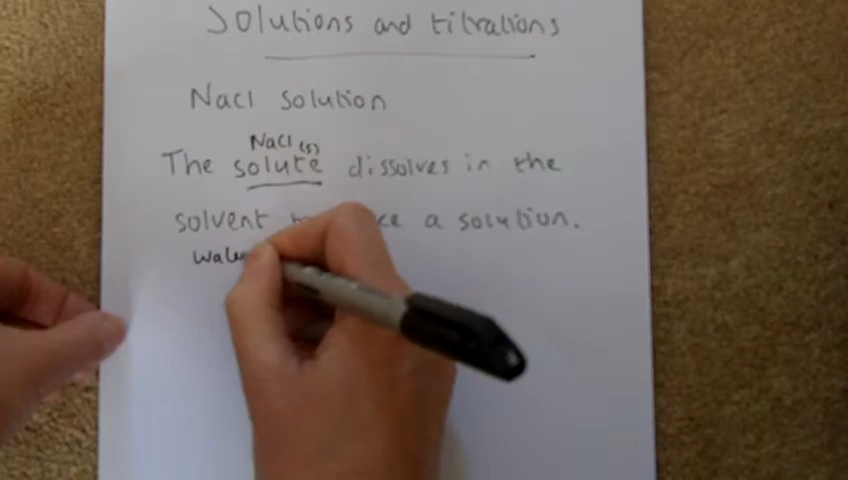 Solutions and titrations
NaCl solution
NaCl (s)
The solute dissolves in the
solvent a solution.